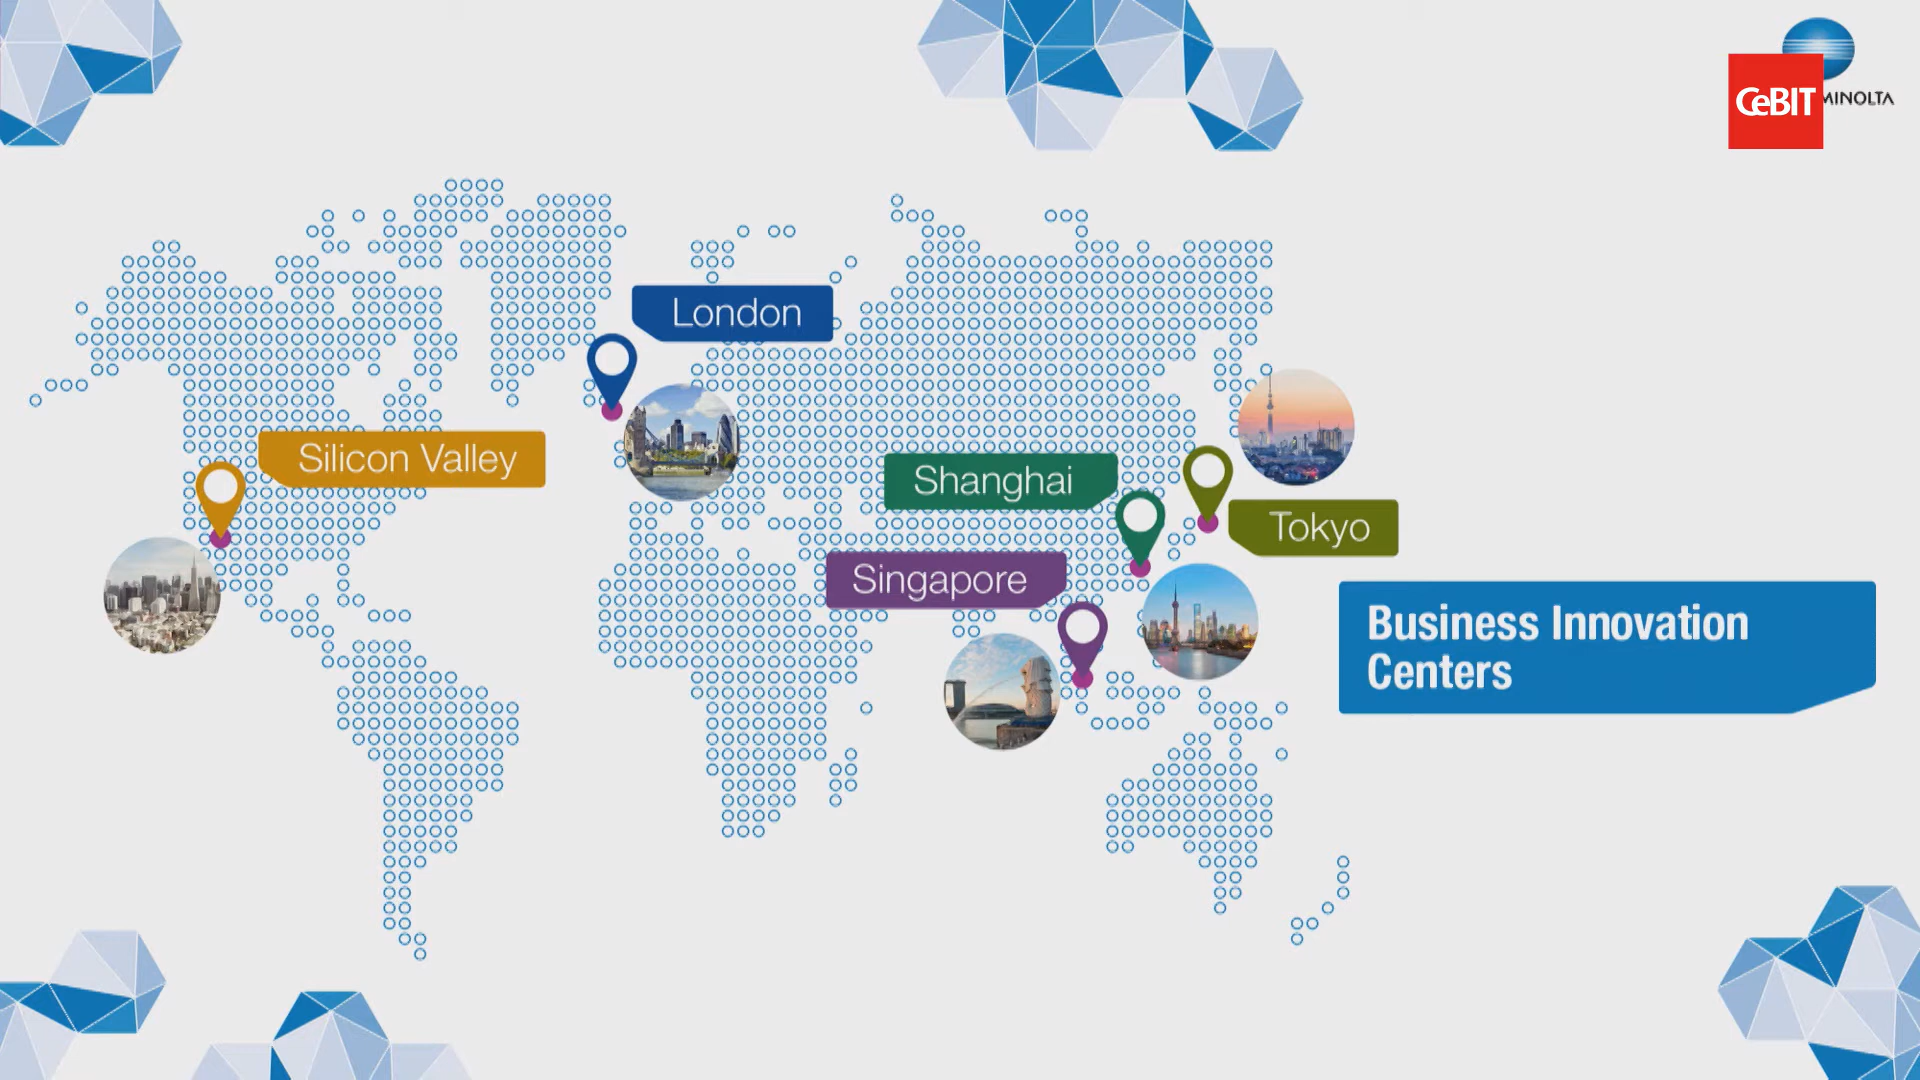 CeBIT
MINOLTA
London
Silicon Valley
Shanghai
Tokyo
Singapore
Business Innovation
Centers